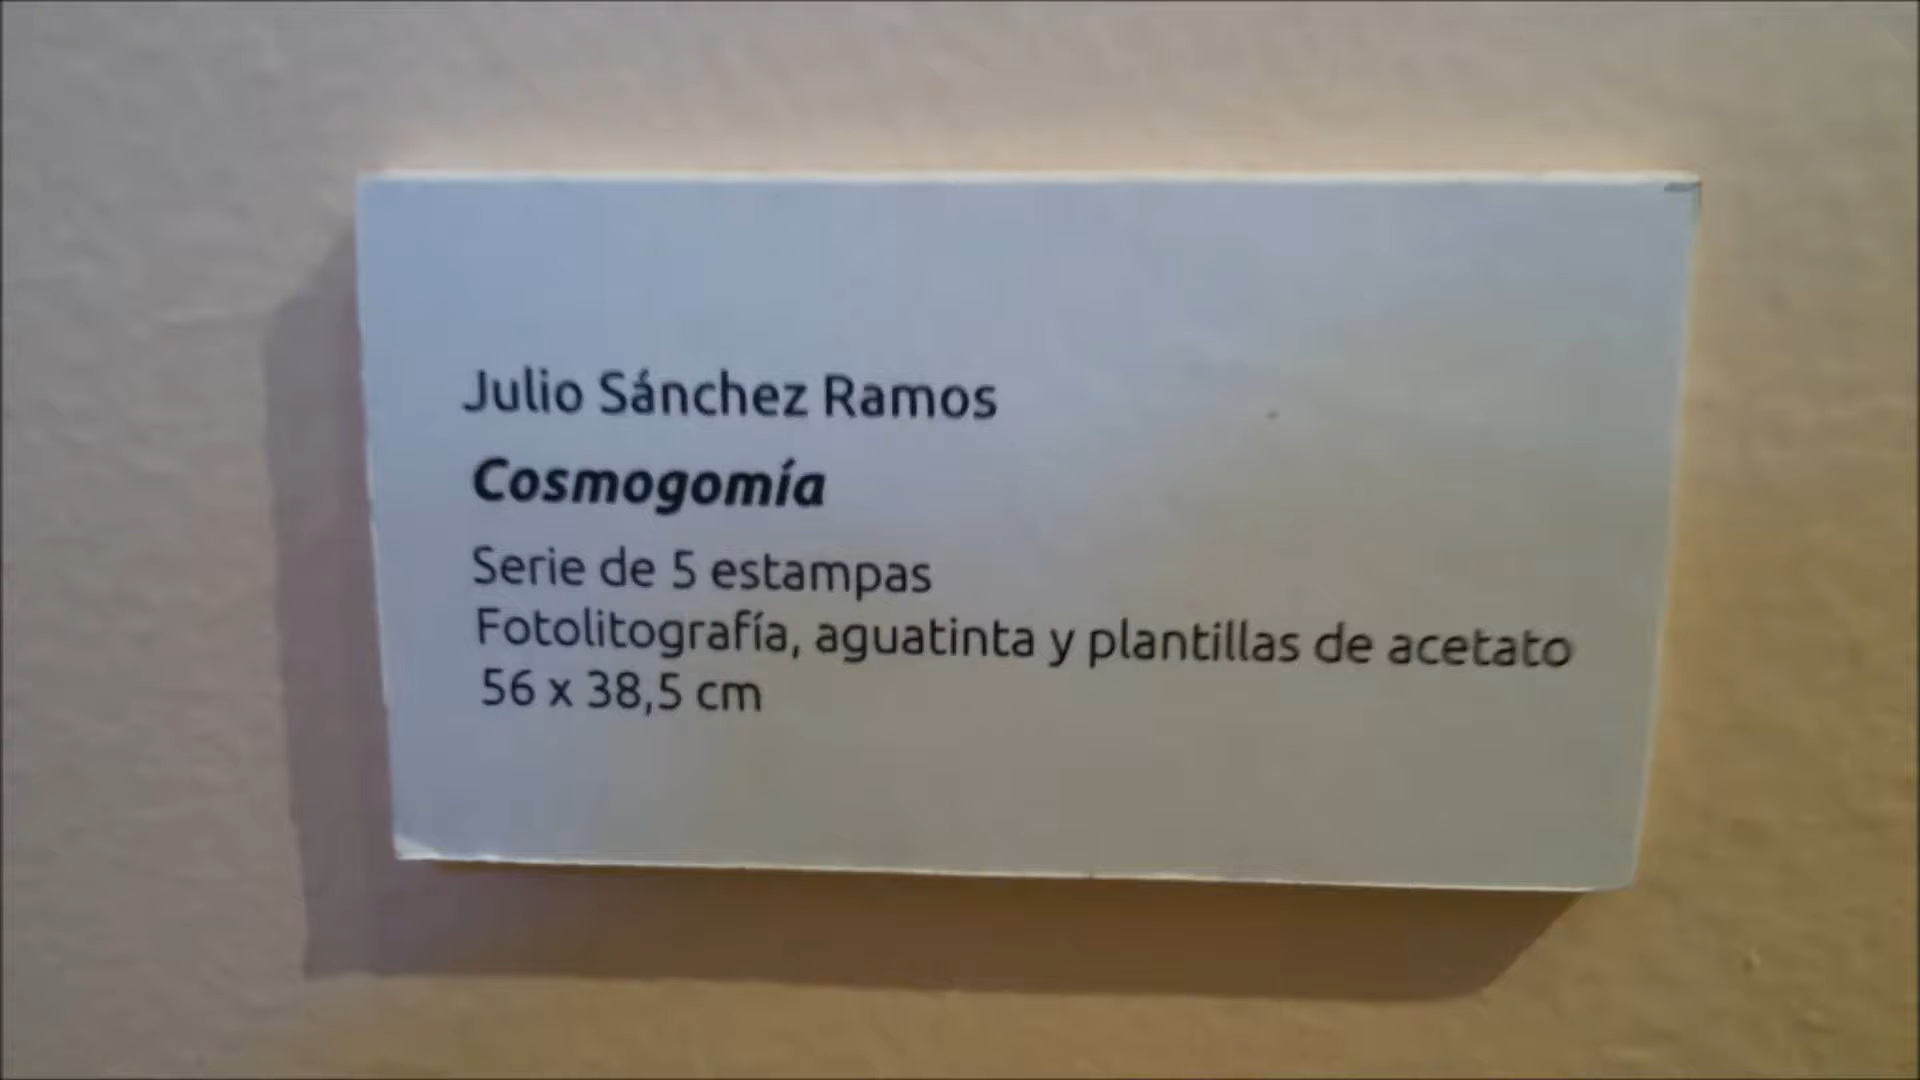 Julio Sánchez Ramos
Cosmogomía
Serie de 5 estampas
Fotolitografía, aguatinta y plantillas de acetato
56 x 38,5 cm